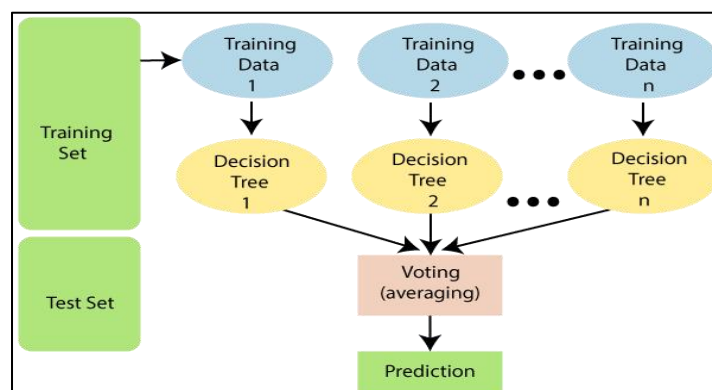 Training
Set
Test Set
Training
Data
1
Training
Data
2
Training
Data
n
Decision
Tree
1
Decision
Tree
2
Decision
Tree
n
Voting
(averaging)
Prediction